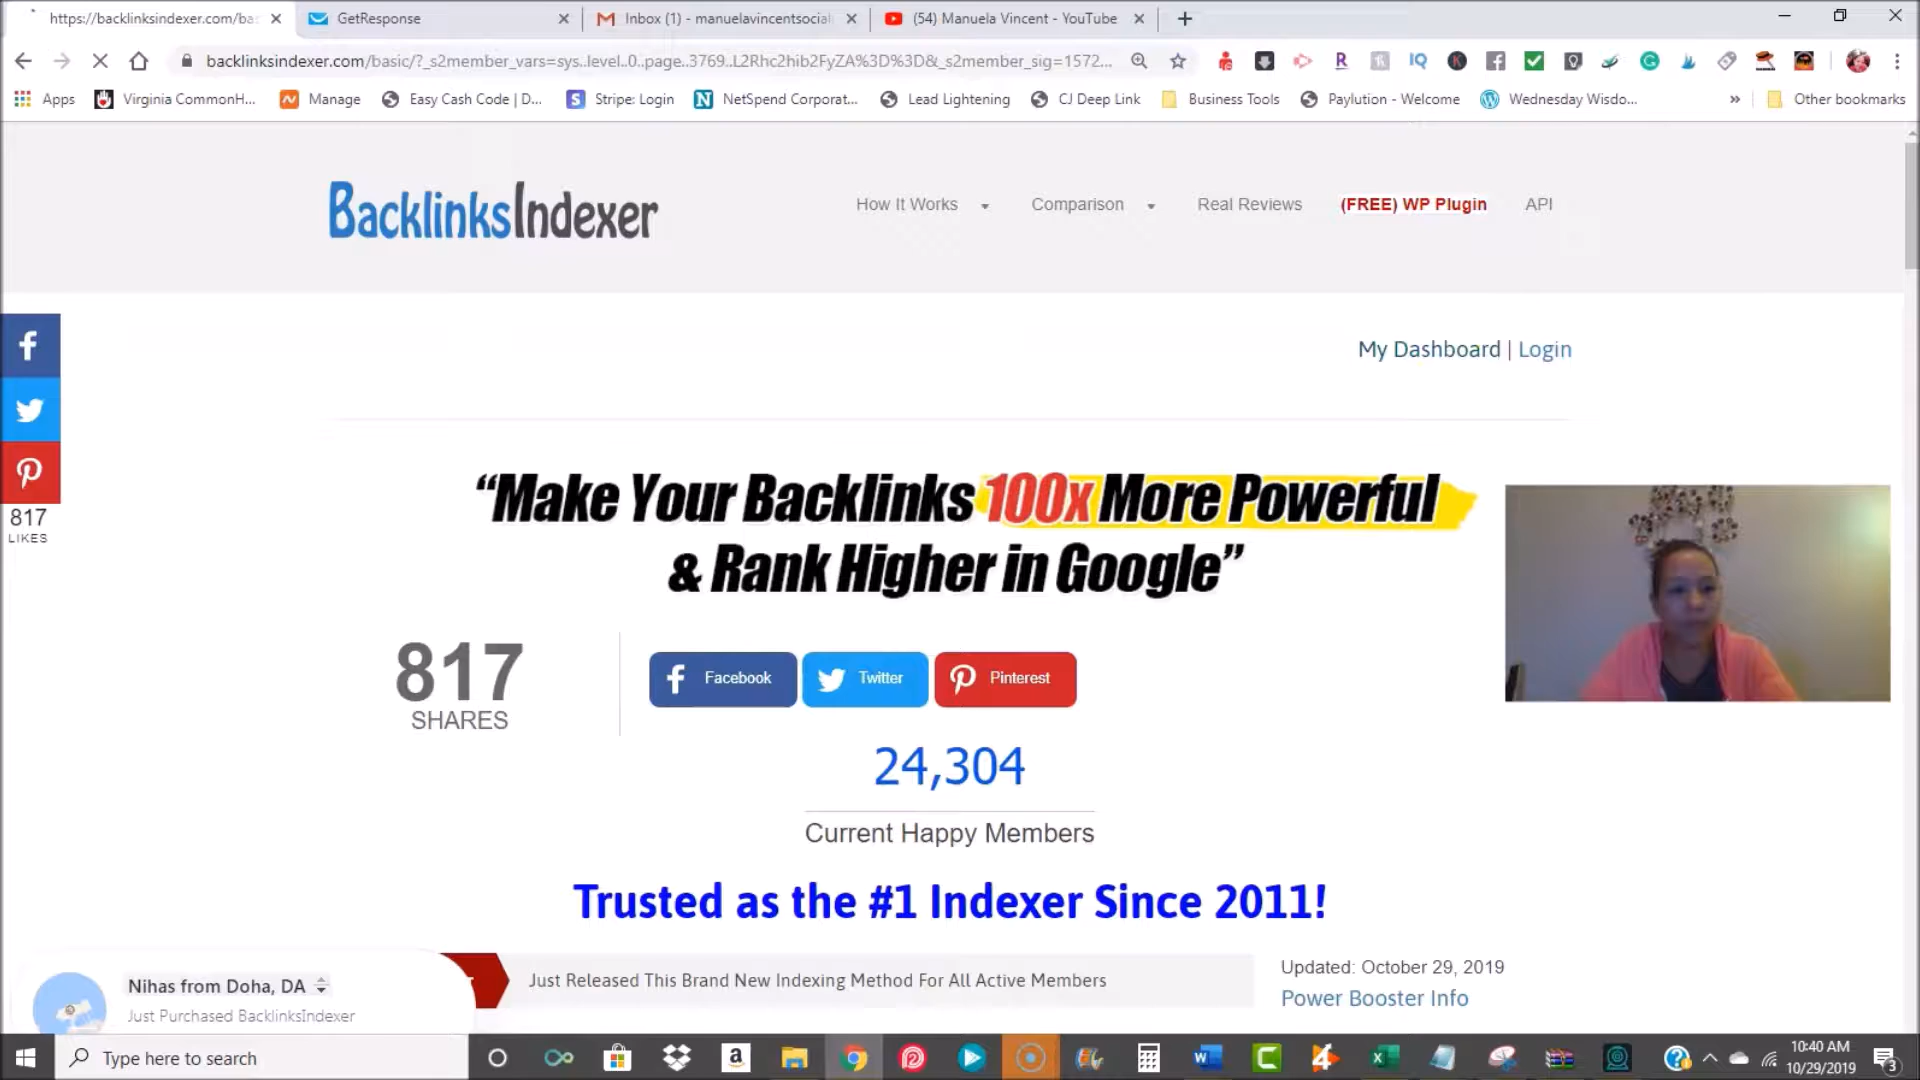 https://backlinksindexer.com/bas
GetResponse
Inbox (1) - manuelavincentsocial
(54) Manuela Vincent - YouTube
backlinksindexer.com/basic/?_s2member_vars=sys..level..0..page..3769..L2Rhc2hib2FyZA%3D%3D&_s2member_sig=1572...
Apps
Virginia CommonH...
Manage
Easy Cash Code | D...
Stripe: Login
NetSpend Corporat...
Lead Lightening
CJ Deep Link
Business Tools
Paylution - Welcome
Wednesday Wisdo...
»
Other bookmarks
BacklinksIndexer
How It Works
Comparison
Real Reviews
(FREE) WP Plugin
API
My Dashboard | Login
817
LIKES
“Make Your Backlinks 100x More Powerful
& Rank Higher in Google”
817
SHARES
Facebook
Twitter
Pinterest
24,304
Current Happy Members
Trusted as the #1 Indexer Since 2011!
Just Released This Brand New Indexing Method For All Active Members
Updated: October 29, 2019
Power Booster Info
Nihas from Doha, DA
Just Purchased BacklinksIndexer
Type here to search
10:40 AM
10/29/2019
3